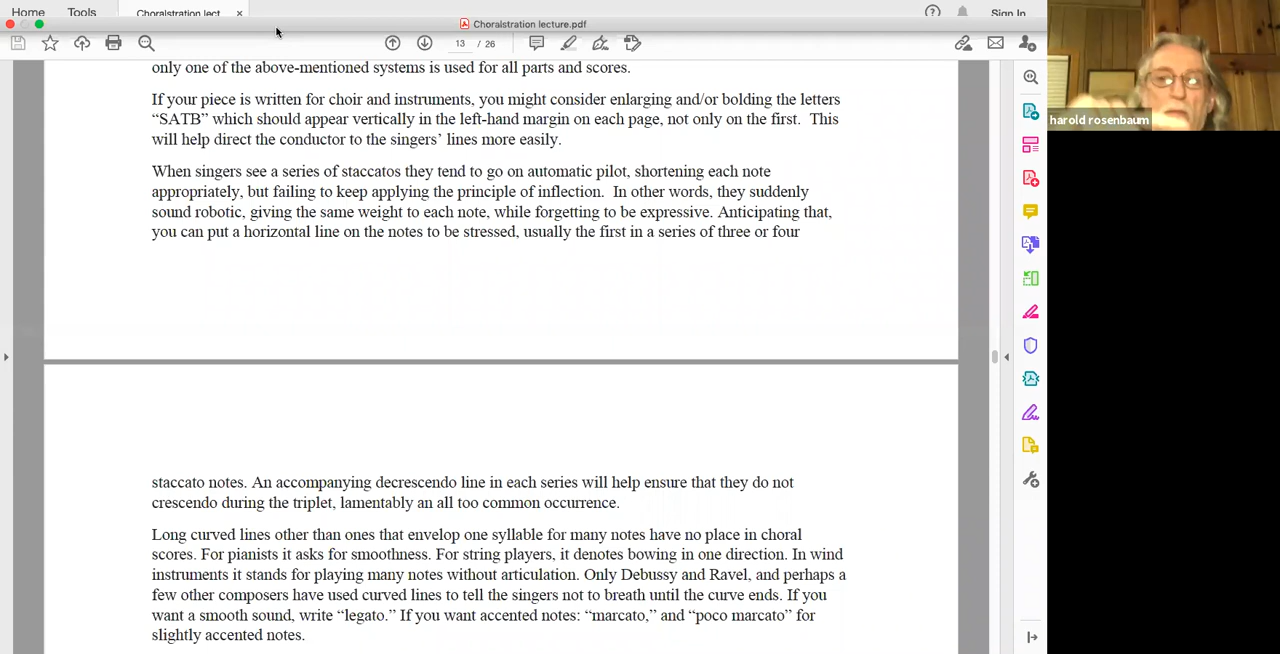 Home Tools Choralstration lect... × Sign In
Choralstration lecture.pdf
13 / 26
only one of the above-mentioned systems is used for all parts and scores.
If your piece is written for choir and instruments, you might consider enlarging and/or bolding the letters
“SATB” which should appear vertically in the left-hand margin on each page, not only on the first.  This
will help direct the conductor to the singers’ lines more easily.
When singers see a series of staccatos they tend to go on automatic pilot, shortening each note
appropriately, but failing to keep applying the principle of inflection.  In other words, they suddenly
sound robotic, giving the same weight to each note, while forgetting to be expressive. Anticipating that,
you can put a horizontal line on the notes to be stressed, usually the first in a series of three or four
staccato notes. An accompanying decrescendo line in each series will help ensure that they do not
crescendo during the triplet, lamentably an all too common occurrence.
Long curved lines other than ones that envelop one syllable for many notes have no place in choral
scores. For pianists it asks for smoothness. For string players, it denotes bowing in one direction. In wind
instruments it stands for playing many notes without articulation. Only Debussy and Ravel, and perhaps a
few other composers have used curved lines to tell the singers not to breath until the curve ends. If you
want a smooth sound, write “legato.” If you want accented notes: “marcato,” and “poco marcato” for
slightly accented notes.
harold rosenbaum